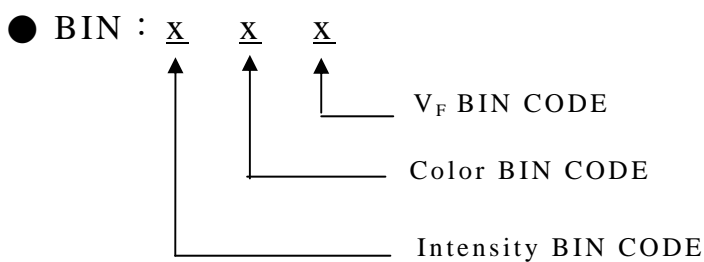 ● BIN：x x x
V_F BIN CODE
Color BIN CODE
Intensity BIN CODE